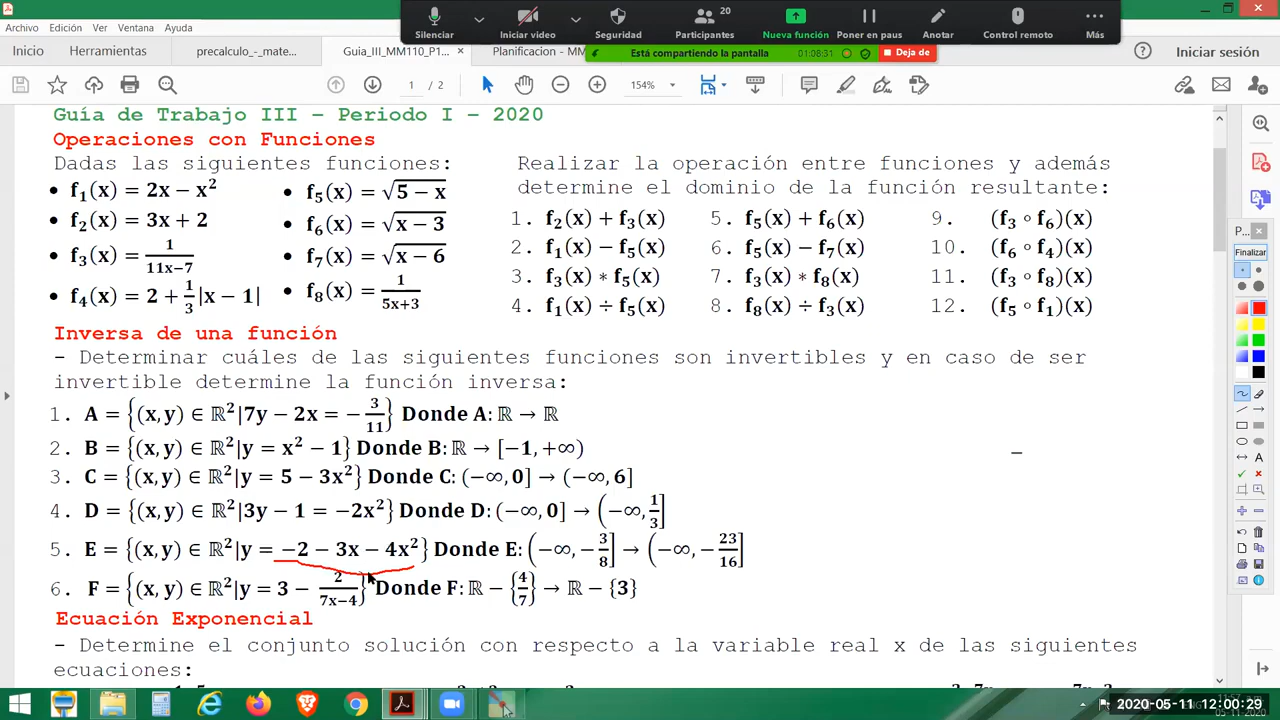 Archivo Edición Ver Ventana Ayuda
Silenciar Iniciar video Seguridad Participantes 20 Nueva función Poner en paus Anotar Control remoto Más
Inicio Herramientas precalculo_-_mate... Guia_III_MM110_P1... × Planificacion - MM Está compartiendo la pantalla 01:08:31 Deja de Iniciar sesión
1 / 2 154%
Guía de Trabajo III – Periodo I – 2020
Operaciones con Funciones
Dadas las siguientes funciones:
• f₁(x) = 2x − x²
• f₂(x) = 3x + 2
• f₃(x) = 1/(11x−7)
• f₄(x) = 2 + 1/3 |x − 1|
• f₅(x) = √(5 − x)
• f₆(x) = √(x − 3)
• f₇(x) = √(x − 6)
• f₈(x) = 1/(5x+3)
Realizar la operación entre funciones y además
determine el dominio de la función resultante:
1. f₂(x) + f₃(x) 5. f₅(x) + f₆(x) 9. (f₃ ∘ f₆)(x)
2. f₁(x) − f₅(x) 6. f₅(x) − f₇(x) 10. (f₆ ∘ f₄)(x)
3. f₃(x) ∗ f₅(x) 7. f₃(x) ∗ f₈(x) 11. (f₃ ∘ f₈)(x)
4. f₁(x) ÷ f₅(x) 8. f₈(x) ÷ f₃(x) 12. (f₅ ∘ f₁)(x)
Inversa de una función
- Determinar cuáles de las siguientes funciones son invertibles y en caso de ser
invertible determine la función inversa:
1. A = {(x, y) ∈ ℝ²|7y − 2x = −3/11} Donde A: ℝ → ℝ
2. B = {(x, y) ∈ ℝ²|y = x² − 1} Donde B: ℝ → [−1, +∞)
3. C = {(x, y) ∈ ℝ²|y = 5 − 3x²} Donde C: (−∞, 0] → (−∞, 6]
4. D = {(x, y) ∈ ℝ²|3y − 1 = −2x²} Donde D: (−∞, 0] → (−∞, 1/3]
5. E = {(x, y) ∈ ℝ²|y = −2 − 3x − 4x²} Donde E: (−∞, −3/8] → (−∞, −23/16]
6. F = {(x, y) ∈ ℝ²|y = 3 − 2/(7x−4)} Donde F: ℝ − {4/7} → ℝ − {3}
Ecuación Exponencial
- Determine el conjunto solución con respecto a la variable real x de las siguientes
ecuaciones:
P...
Finalizar
A
2020-05-11 12:00:29